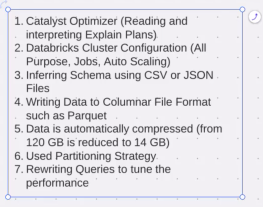 1. Catalyst Optimizer (Reading and
interpreting Explain Plans)
2. Databricks Cluster Configuration (All
Purpose, Jobs, Auto Scaling)
3. Inferring Schema using CSV or JSON
Files
4. Writing Data to Columnar File Format
such as Parquet
5. Data is automatically compressed (from
120 GB is reduced to 14 GB)
6. Used Partitioning Strategy
7. Rewriting Queries to tune the
performance